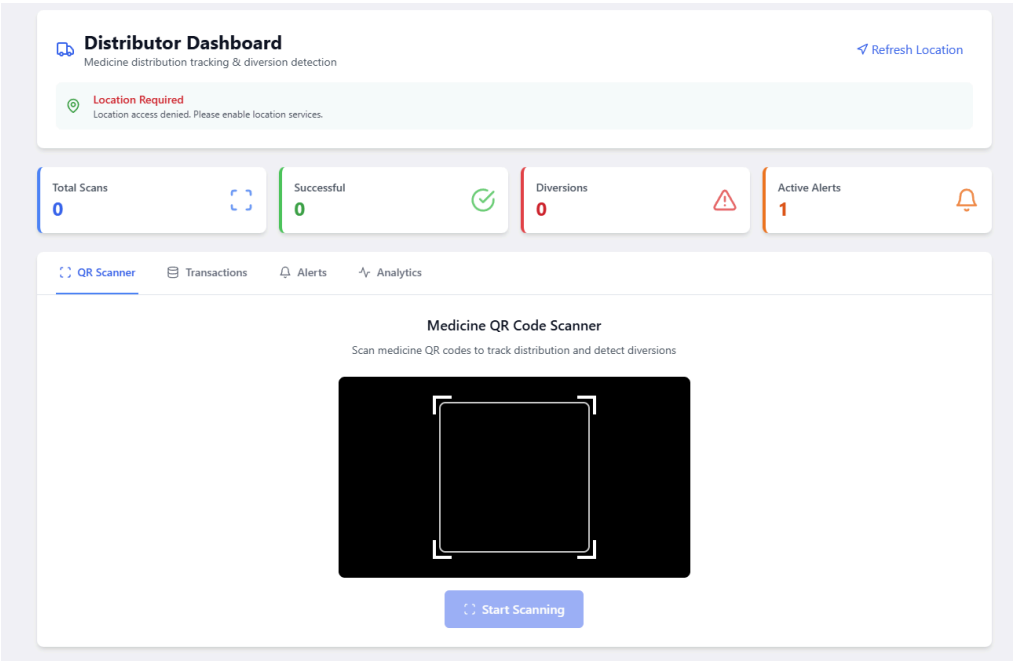 Distributor Dashboard
Medicine distribution tracking & diversion detection
Refresh Location
Location Required
Location access denied. Please enable location services.
Total Scans
0
Successful
0
Diversions
0
Active Alerts
1
QR Scanner
Transactions
Alerts
Analytics
Medicine QR Code Scanner
Scan medicine QR codes to track distribution and detect diversions
Start Scanning